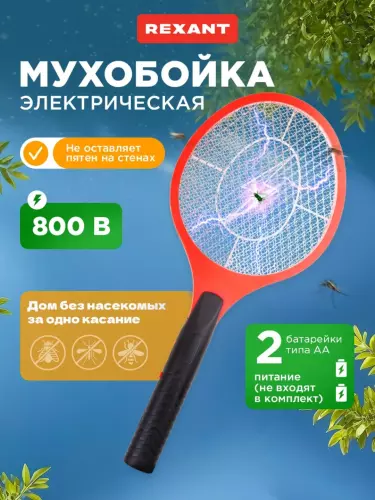 REXANT
МУХОБОЙКА
ЭЛЕКТРИЧЕСКАЯ
Не оставляет
пятен на стенах
800 В
Дом без насекомых
за одно касание
2 батарейки
типа АА
питание
(не входят
в комплект)